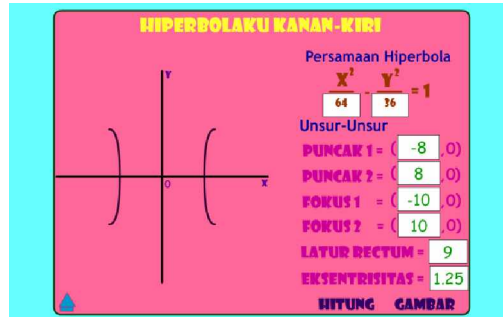 HIPERBOLAKU KANAN-KIRI
Persamaan Hiperbola
X² / 64 - Y² / 36 = 1
Unsur-Unsur
PUNCAK 1 = ( -8 ,0)
PUNCAK 2 = ( 8 ,0)
FOKUS 1 = ( -10 ,0)
FOKUS 2 = ( 10 ,0)
LATUR RECTUM = 9
EKSENTRISITAS = 1.25
HITUNG GAMBAR
Y
0
X